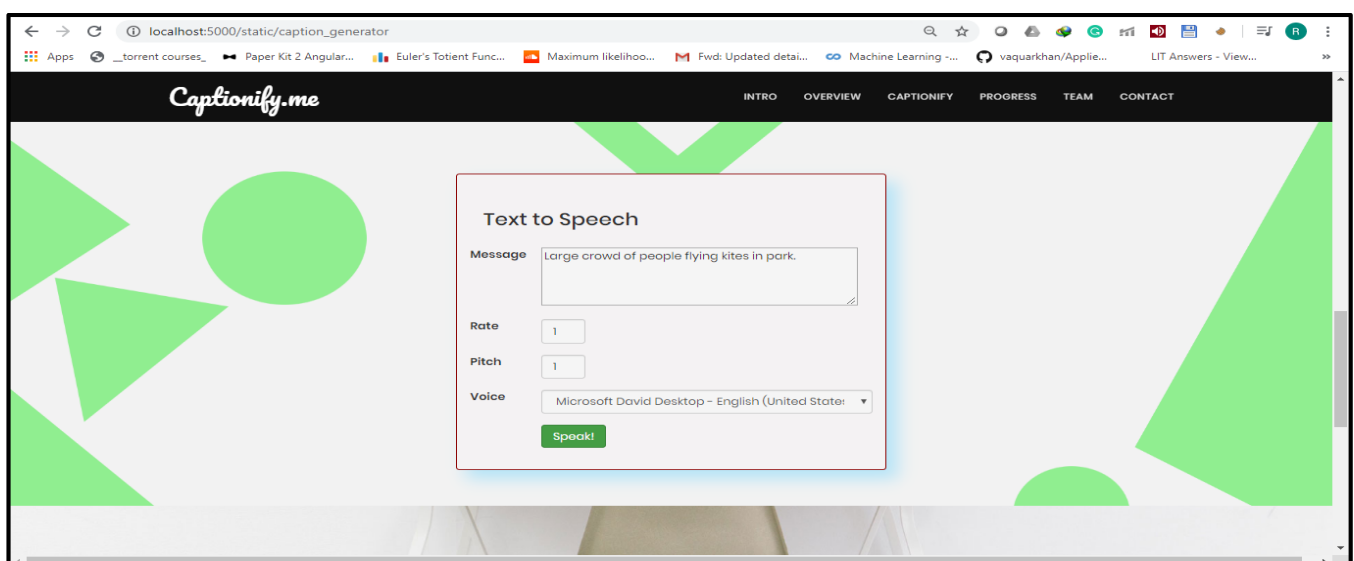 localhost:5000/static/caption_generator
R
Apps __torrent courses_ Paper Kit 2 Angular... Euler's Totient Func... Maximum likelihoo... Fwd: Updated detai... Machine Learning -... vaquarkhan/Applie... LIT Answers - View... »
Captionify.me INTRO OVERVIEW CAPTIONIFY PROGRESS TEAM CONTACT
Text to Speech
Message Large crowd of people flying kites in park.
Rate 1
Pitch 1
Voice Microsoft David Desktop - English (United States
Speak!